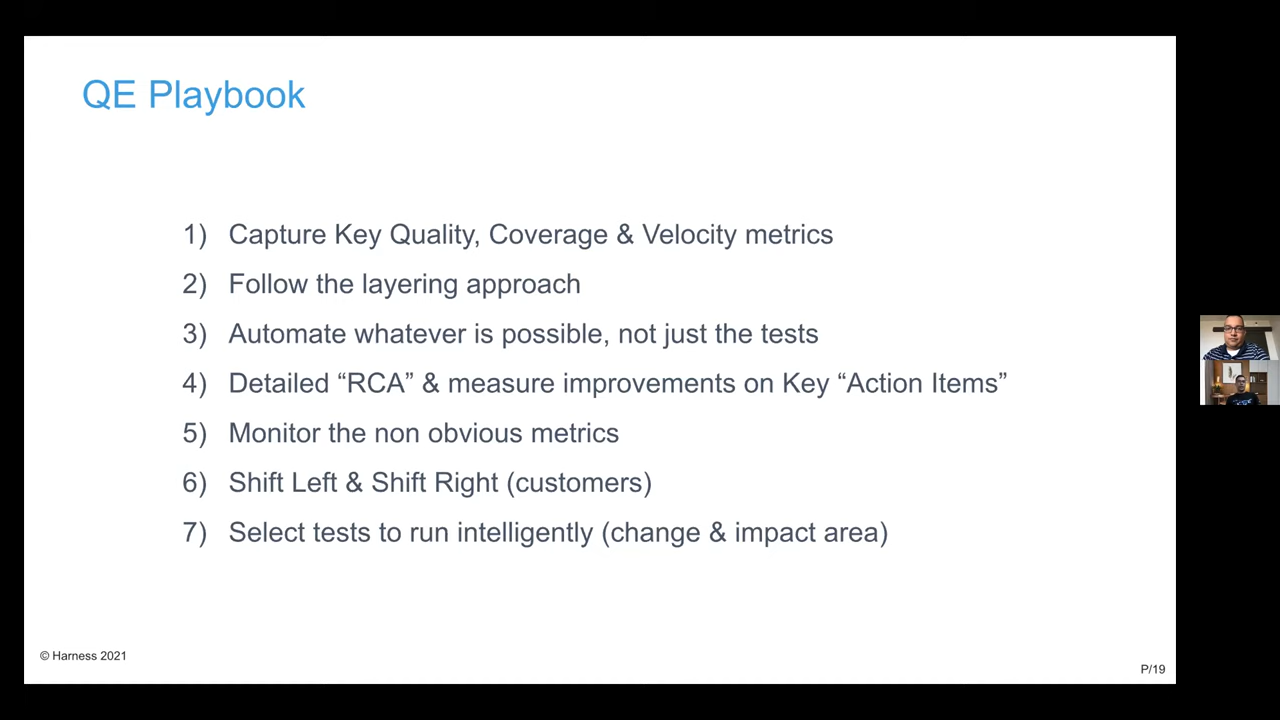 QE Playbook
1) Capture Key Quality, Coverage & Velocity metrics
2) Follow the layering approach
3) Automate whatever is possible, not just the tests
4) Detailed “RCA” & measure improvements on Key “Action Items”
5) Monitor the non obvious metrics
6) Shift Left & Shift Right (customers)
7) Select tests to run intelligently (change & impact area)
© Harness 2021
P/19